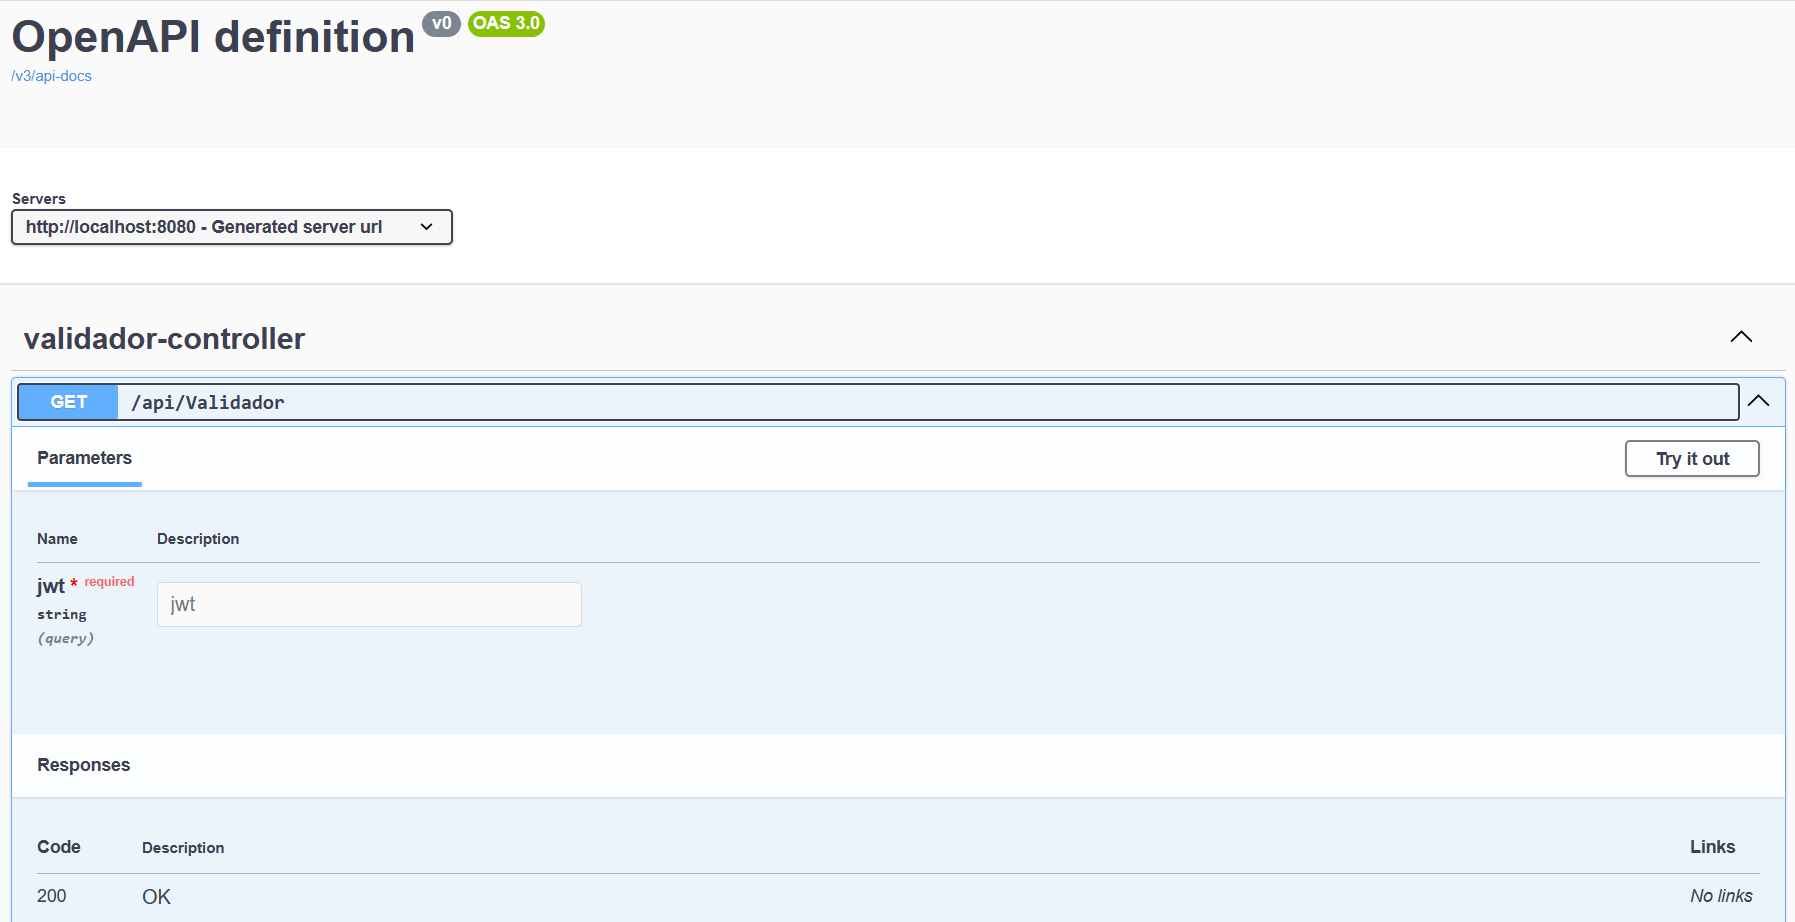 OpenAPI definition v0 OAS 3.0
/v3/api-docs
Servers
http://localhost:8080 - Generated server url
validador-controller
GET /api/Validador
Parameters
Try it out
Name Description
jwt * required
string
(query)
jwt
Responses
Code Description Links
200 OK No links